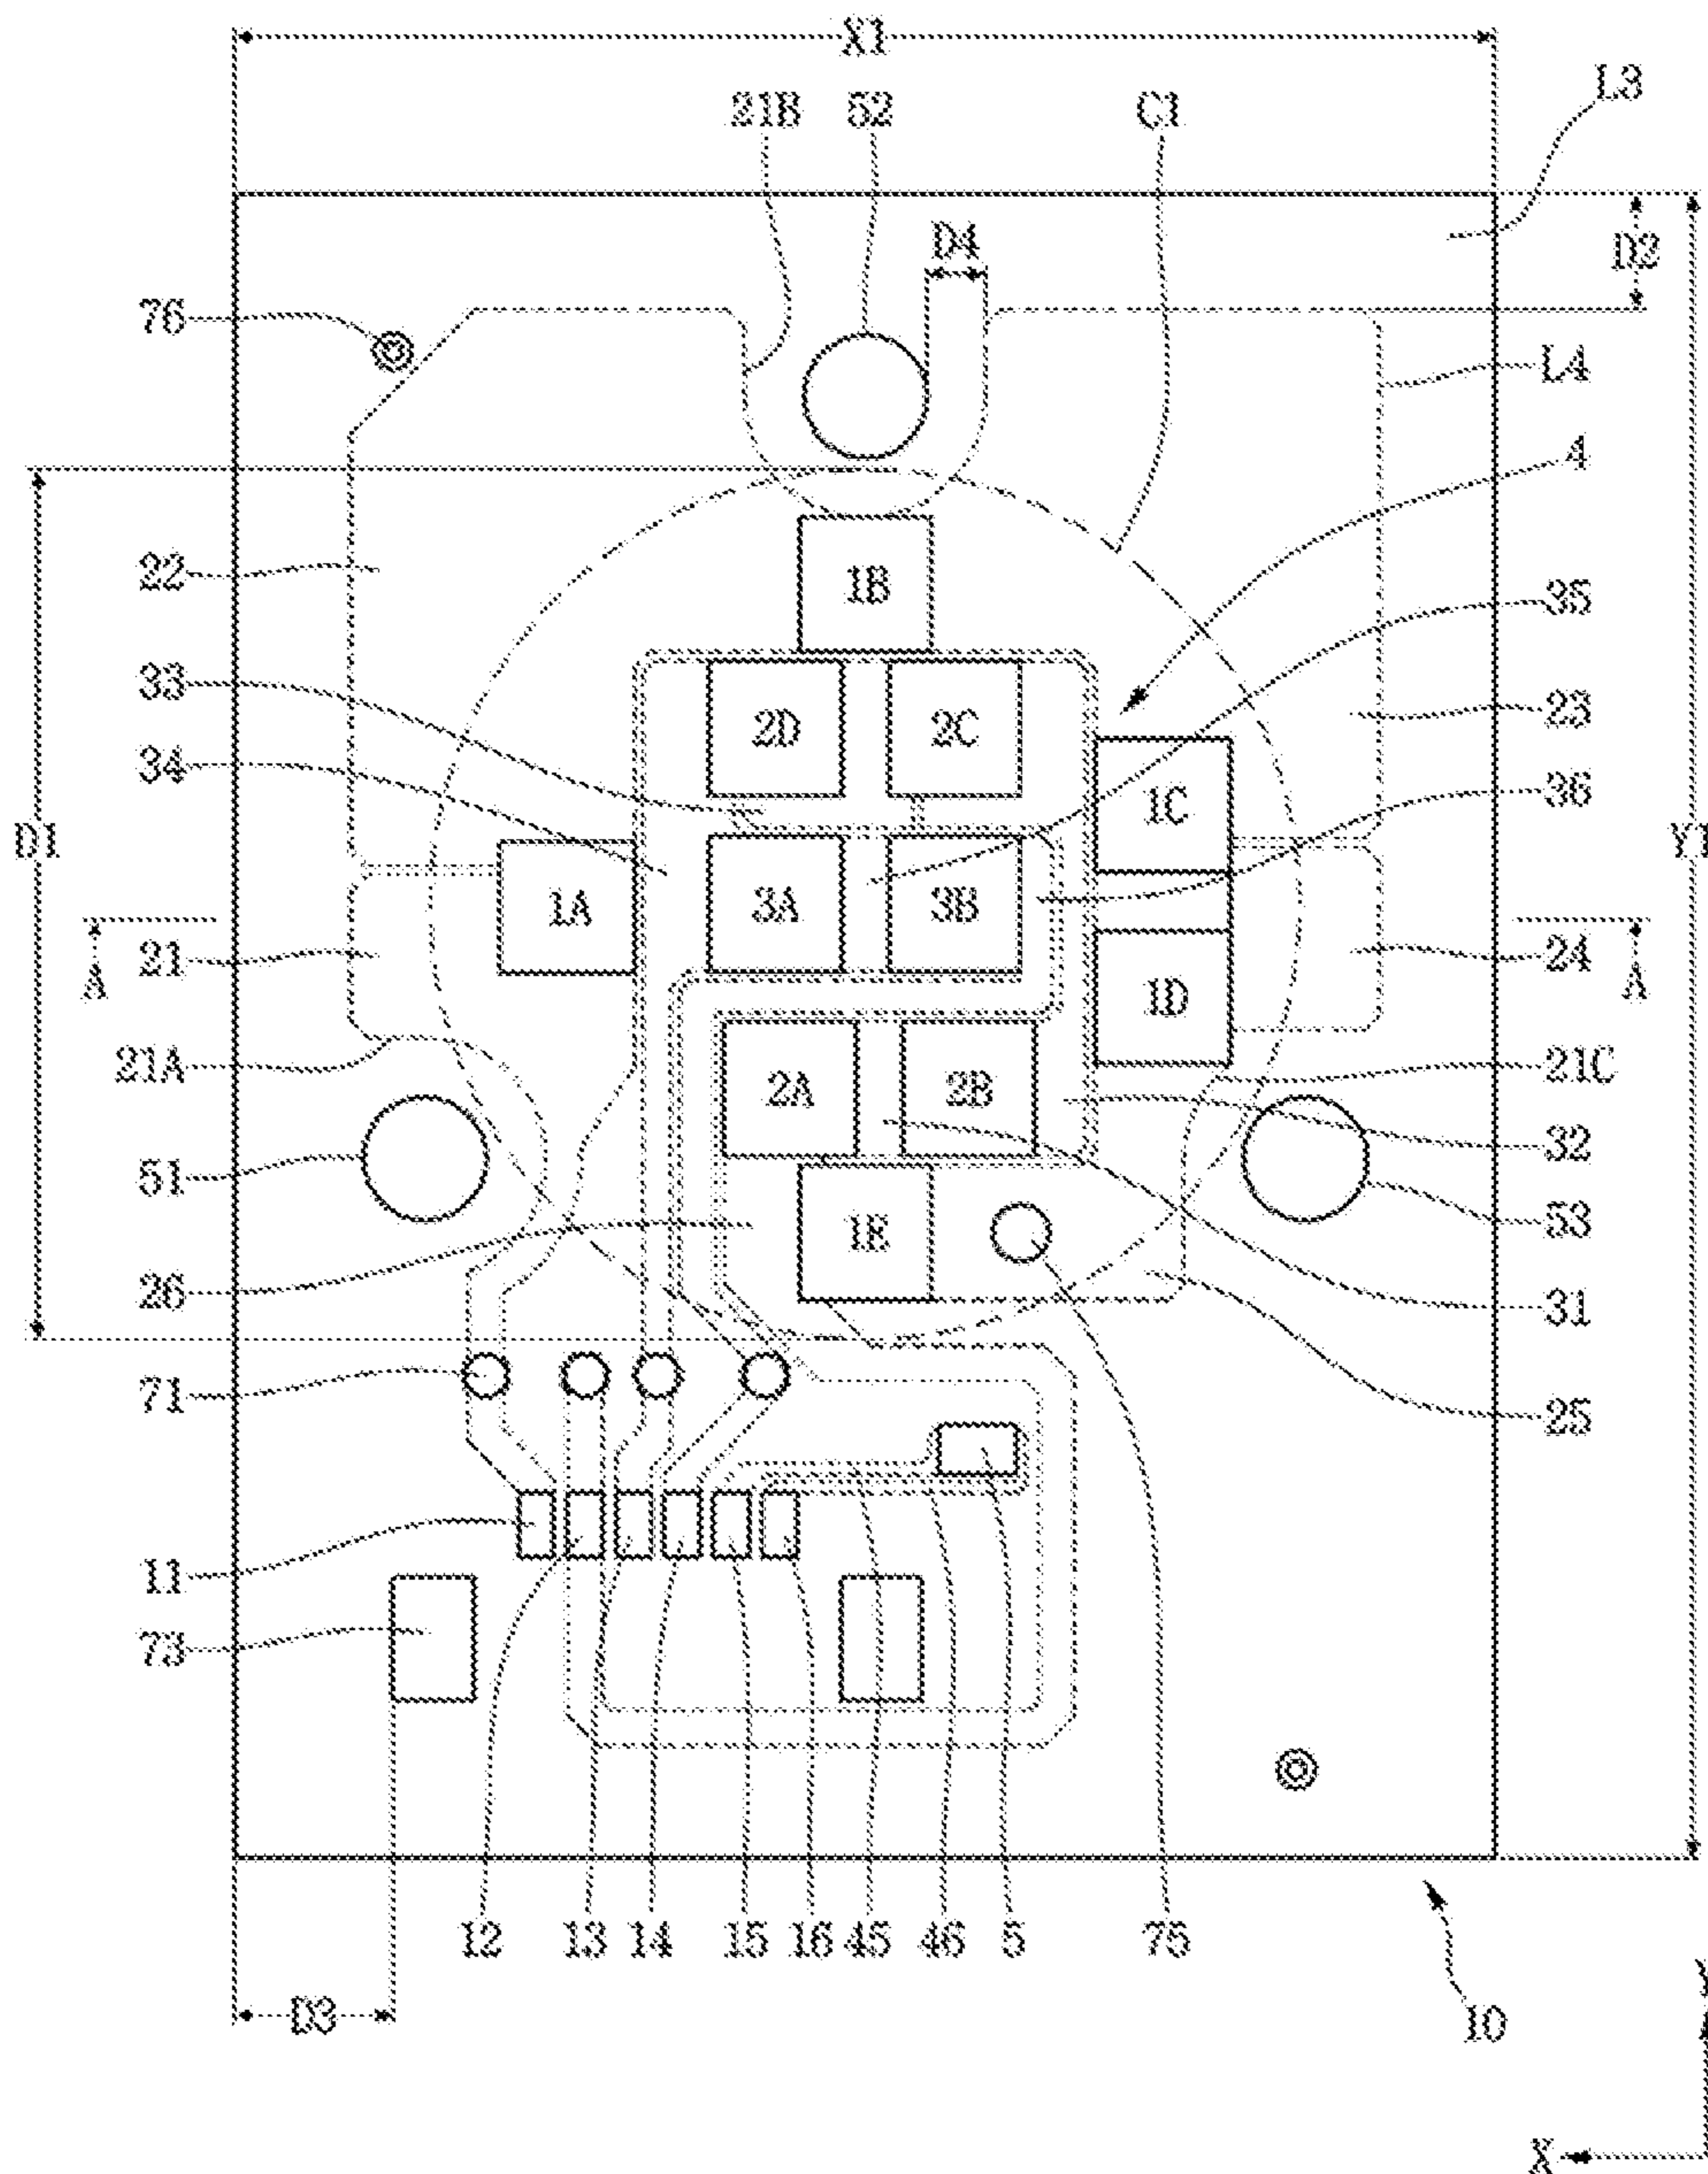 X1
21B 52 C1 L3
D4 D2
76
L4
4
22 1B 35
33 2D 2C 23
34 1C 36
D1 Y1
1A 3A 3B
21 24
A 1D A
21A 2A 2B 21C
32
51 53
1E
26 31
71 25
11
73
12 13 14 15 16 45 46 5 75
D3 10
Y
X